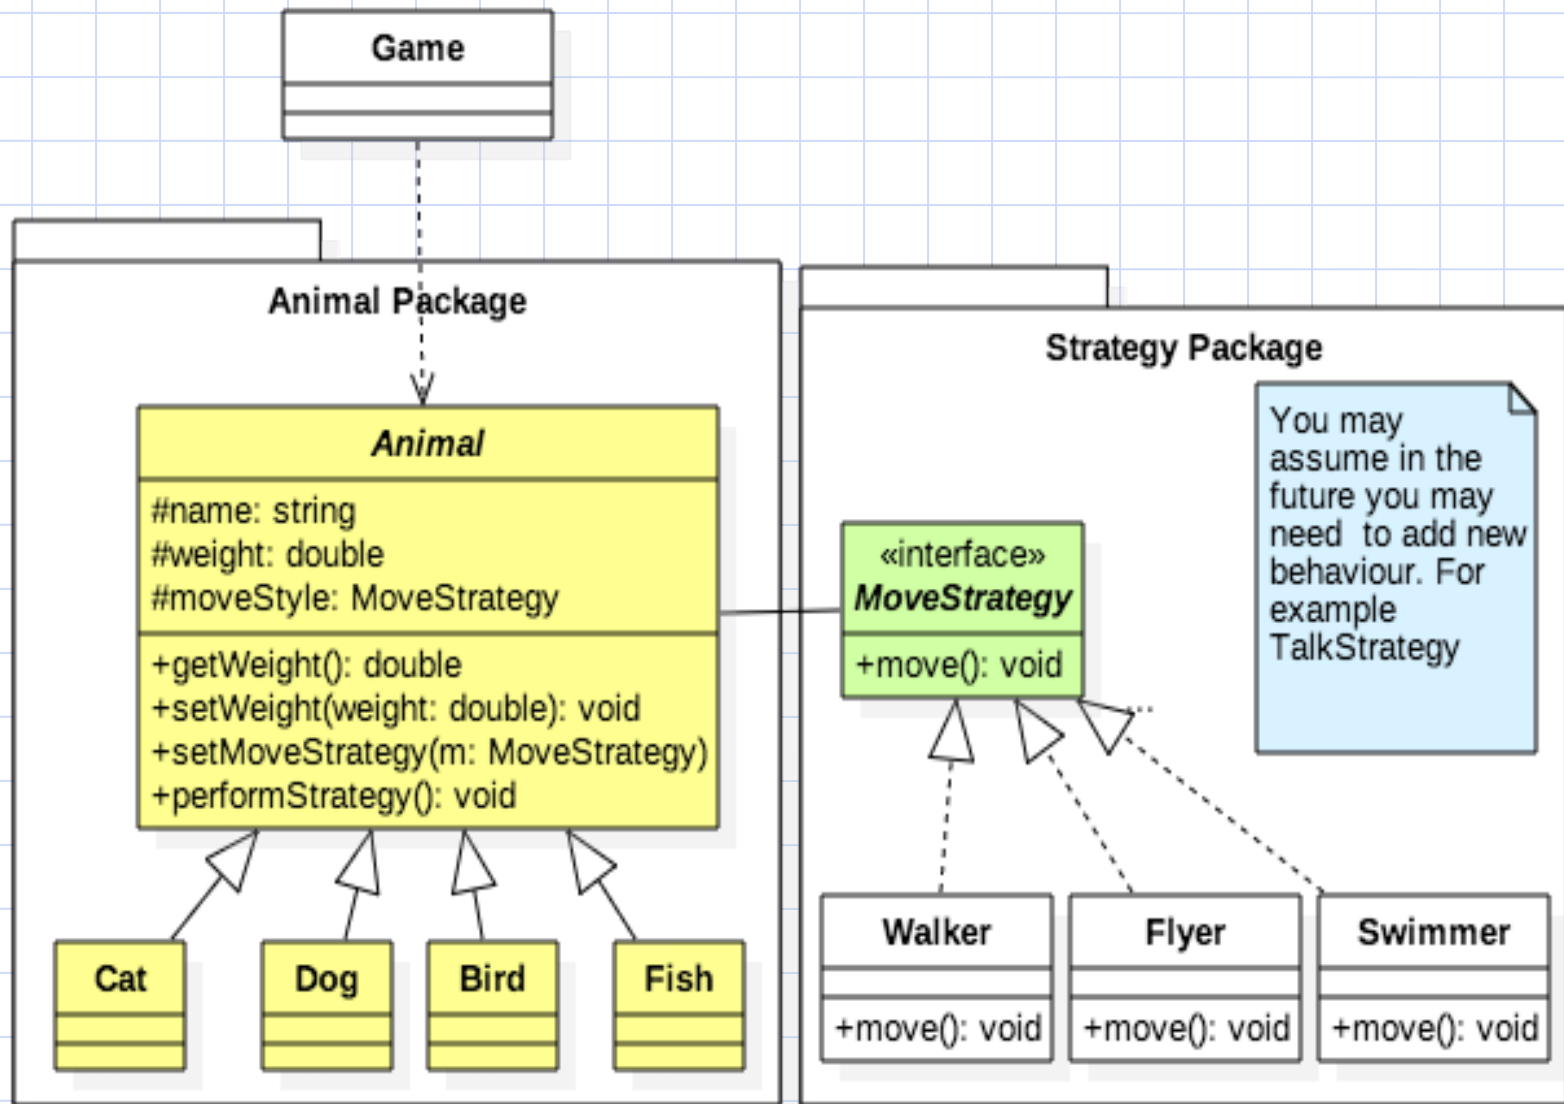 Game
Animal Package
Animal
#name: string
#weight: double
#moveStyle: MoveStrategy
+getWeight(): double
+setWeight(weight: double): void
+setMoveStrategy(m: MoveStrategy)
+performStrategy(): void
Cat
Dog
Bird
Fish
Strategy Package
You may
assume in the
future you may
need  to add new
behaviour. For
example
TalkStrategy
«interface»
MoveStrategy
+move(): void
...
Walker
+move(): void
Flyer
+move(): void
Swimmer
+move(): void